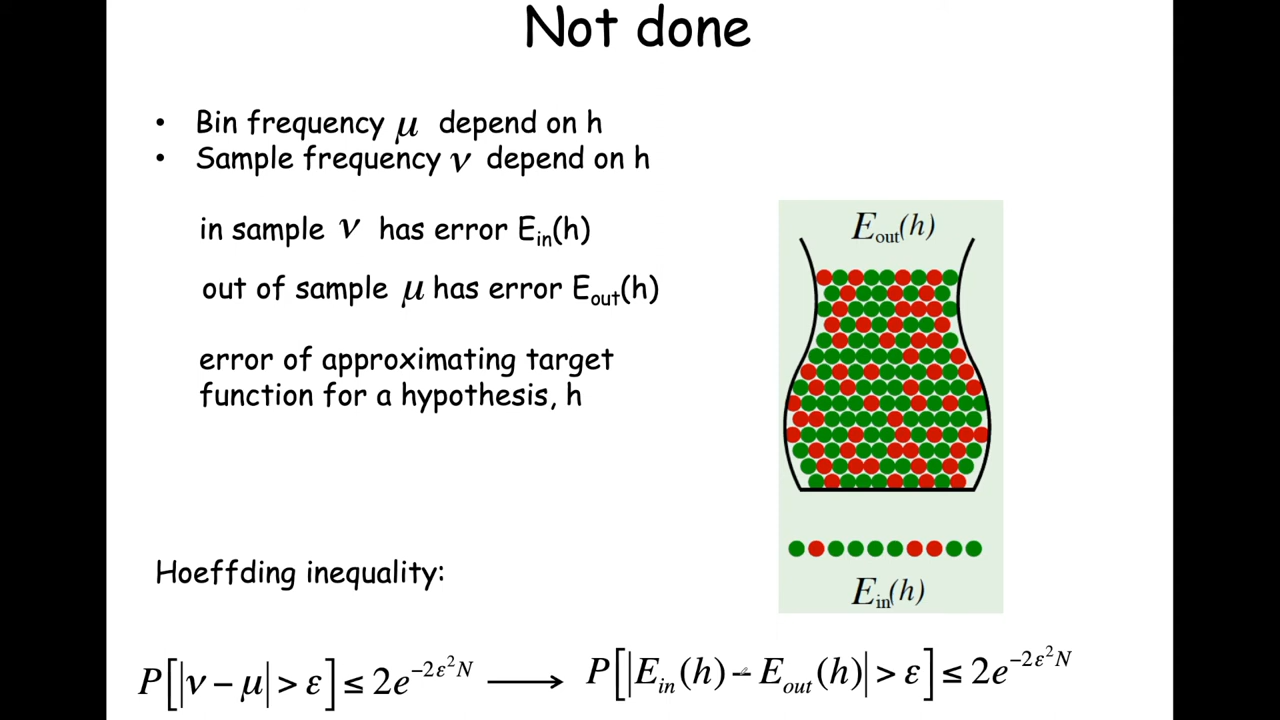 Not done
• Bin frequency μ depend on h
• Sample frequency ν depend on h
in sample ν has error E_in(h)
out of sample μ has error E_out(h)
error of approximating target
function for a hypothesis, h
E_out(h)
E_in(h)
Hoeffding inequality:
P[|ν − μ| > ε] ≤ 2e^{−2ε²N} ⟶ P[|E_in(h) − E_out(h)| > ε] ≤ 2e^{−2ε²N}